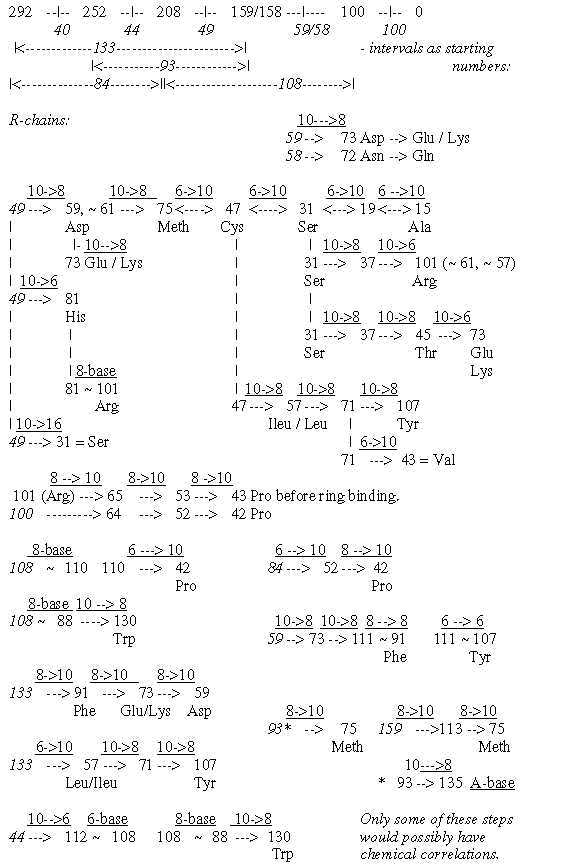 292 --|-- 252 --|-- 208 --|-- 159/158 ---|---- 100 --|-- 0
40 44 49 59/58 100
|<-------------133--------------------------->| - intervals as starting
|<-------------93------------>| numbers:
|<--------------84-------->||<---------------------108-------->|
R-chains: 10--->8
59--> 73 Asp --> Glu / Lys
58--> 72 Asn --> Gln
10->8 10->8 6->10 6->10 6->10 6 ->10
49 ---> 59, ~ 61 ---> 75<----> 47 <----> 31 <---> 19<---> 15
| Asp Meth Cys Ser Ala
| |- 10-->8 | | 10->8 10->6
| 73 Glu / Lys | 31 ---> 37---> 101 (~ 61, ~ 57)
| 10->6 | Ser Arg
49 ---> 81 | |
| His | | 10->8 10->8 10->6
| | | 31 ---> 37---> 45 ---> 73
| | | Ser Thr Glu
| | 8-base | Lys
| 81 ~ 101 | 10->8 10->8 10->8
| Arg 47 ---> 57 ---> 71 ---> 107
| 10->16 Ileu / Leu | Tyr
49 ---> 31 = Ser | 6->10
71 ---> 43 = Val
8 -> 10 8->10 8 ->10
101 (Arg) ---> 65 ---> 53 ---> 43 Pro before ring binding.
100 ---------> 64 ---> 52 ---> 42 Pro
8-base 6 ---> 10 6 --> 10 8 --> 10
108 ~ 110 110 ---> 42 84---> 52 ---> 42
Pro Pro
8-base 10 --> 8
108 ~ 88 ----> 130 10->8 10->8 8 --> 8 6 --> 6
Trp 59 --> 73 --> 111 ~ 91 111 ~ 107
Phe Tyr
8->10 8->10 8->10
133 ---> 91 ---> 73---> 59 8->10 8->10 8->10
Phe Glu/Lys Asp 93* --> 75 159 --->113 --> 75
Meth Meth
6->10 10->8 10->8 10--->8
133 ---> 57 ---> 71 ---> 107 * 93 --> 135 A-base
Leu/Ileu Tyr
10-->6 6-base 8-base 10->8 Only some of these steps
44 ---> 112 ~ 108 108 ~ 88 ---> 130 would possibly have
Trp chemical correlations.